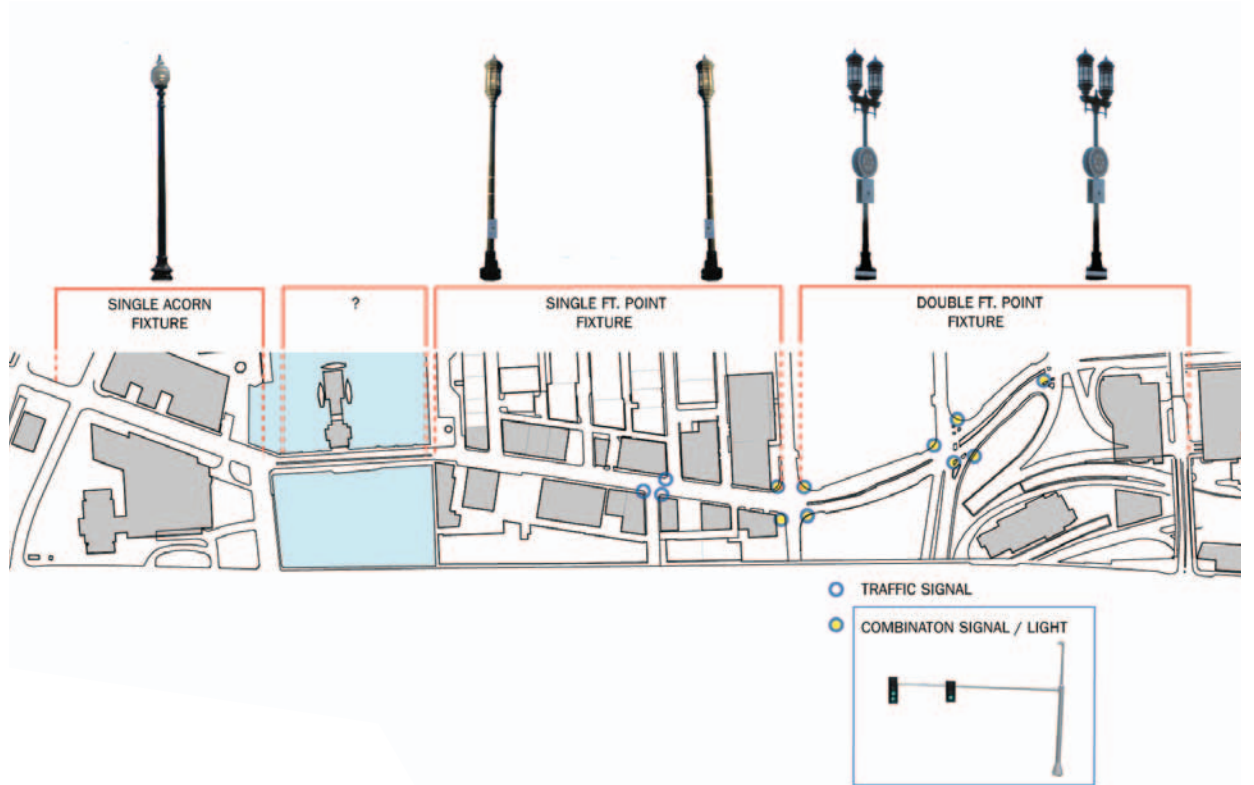 SINGLE ACORN
FIXTURE
?
SINGLE FT. POINT
FIXTURE
DOUBLE FT. POINT
FIXTURE
TRAFFIC SIGNAL
COMBINATON SIGNAL / LIGHT